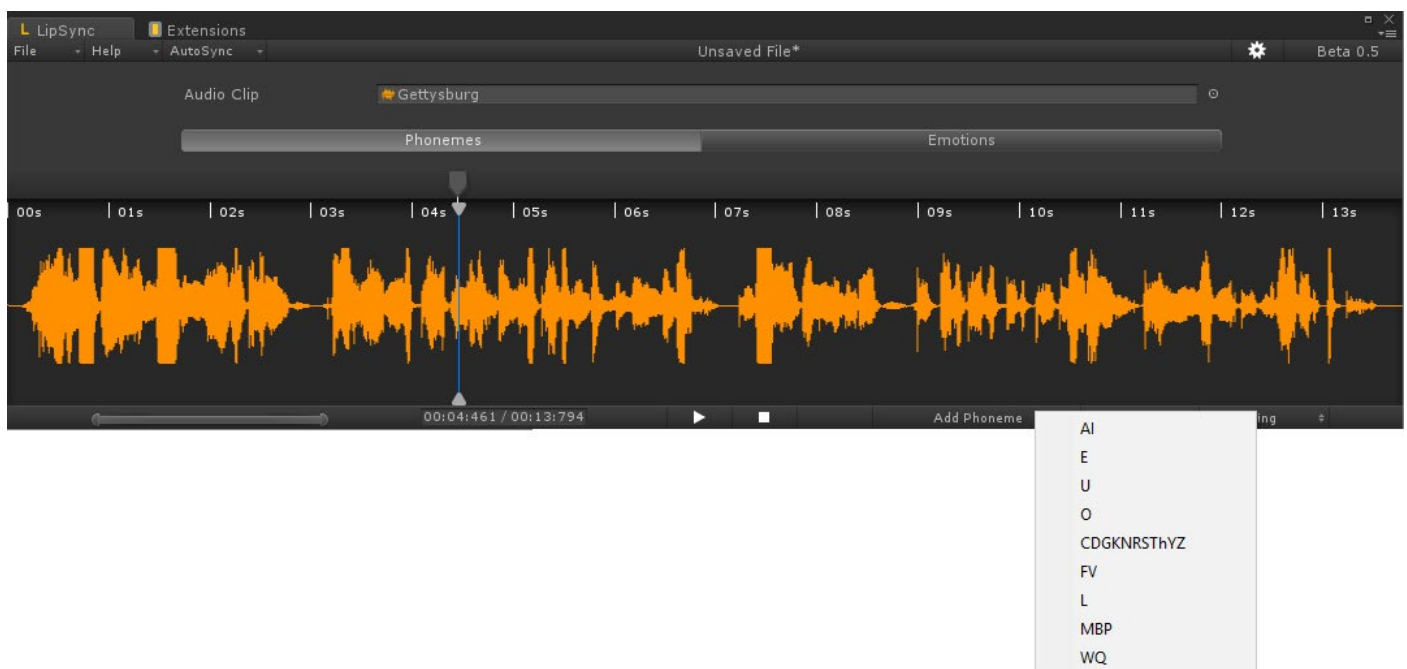 L LipSync Extensions
File Help AutoSync Unsaved File* Beta 0.5
Audio Clip Gettysburg
Phonemes Emotions
00s 01s 02s 03s 04s 05s 06s 07s 08s 09s 10s 11s 12s 13s
00:04:461 / 00:13:794 Add Phoneme ing
AI
E
U
O
CDGKNRSThYZ
FV
L
MBP
WQ